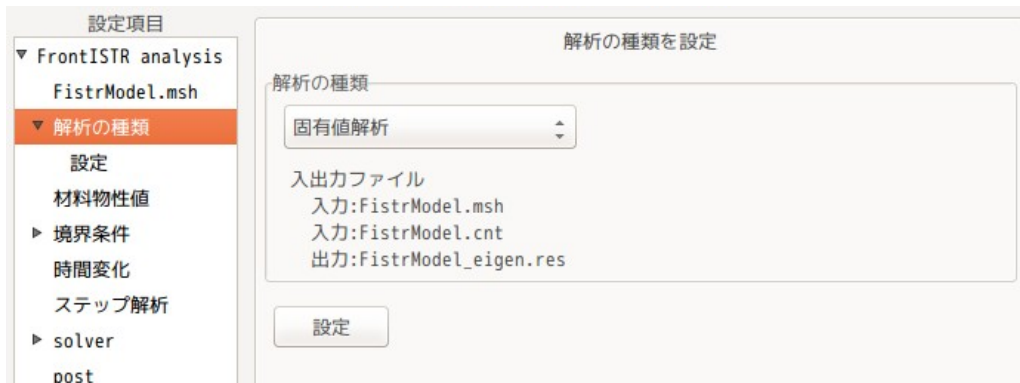 設定項目
FrontISTR analysis
FistrModel.msh
解析の種類
設定
材料物性値
境界条件
時間変化
ステップ解析
solver
post
解析の種類を設定
解析の種類
固有値解析
入出力ファイル
入力:FistrModel.msh
入力:FistrModel.cnt
出力:FistrModel_eigen.res
設定